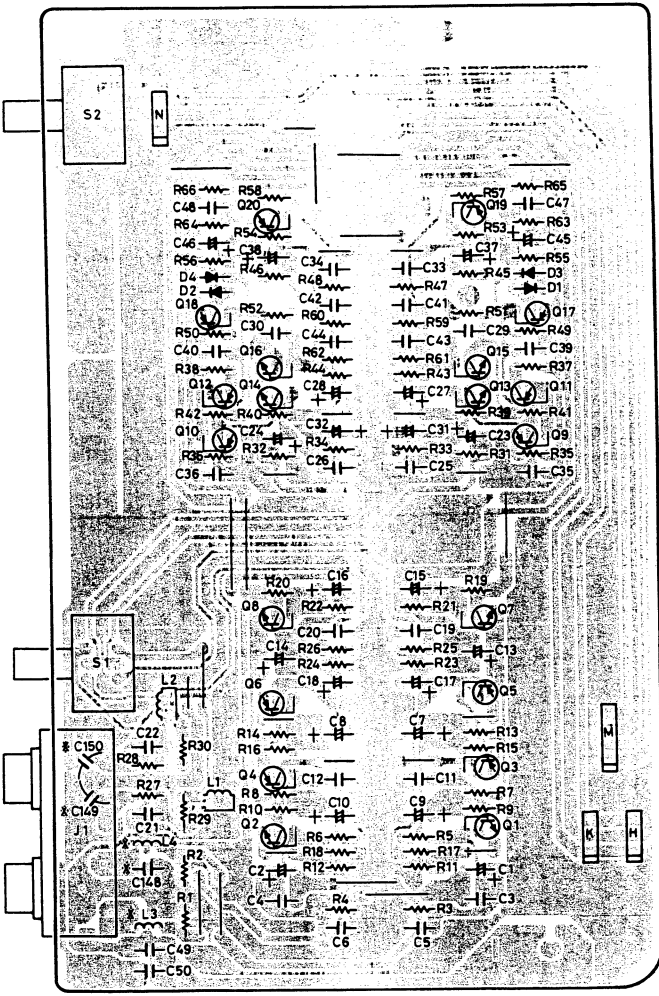 S2 N
R66 R58 R57 R65
C48 Q20 Q19 C47
R64 R54 R53 R63
C46 C38 C37 C45
R56 R46 C34 C33 R45 R55
D4 R48 R47 D3
D2 C42 C41 D1
Q18 R52 R60 R59 R51 Q17
R50 C30 C44 C43 C29 R49
C40 Q16 R62 R61 Q15 C39
R38 R44 R43 R37
Q12 Q14 C28 C27 Q13 Q11
R42 R40 R39 R41
Q10 C24 C32 C31 C23 Q9
R36 R32 R34 R33 R31 R35
C36 C26 C25 C35
R20 C16 C15 R19
Q8 R22 R21 Q7
C20 C19
S1 C14 R26 R25 C13
R24 R23
L2 Q6 C18 C17 Q5
C22 R14 C8 C7 R13
* C150 R28 R30 R16 R15 M
Q4 C12 C11 Q3
R27 L1 R8 R7
* C149 R29 R10 C10 C9 R9
J1 C21 Q2 R6 R5 Q1 K H
* L4 R2 R18 R17
* C148 C2 R12 R11 C1
R1 C4 R4 R3 C3
* L3 C6 C5
C49
C50